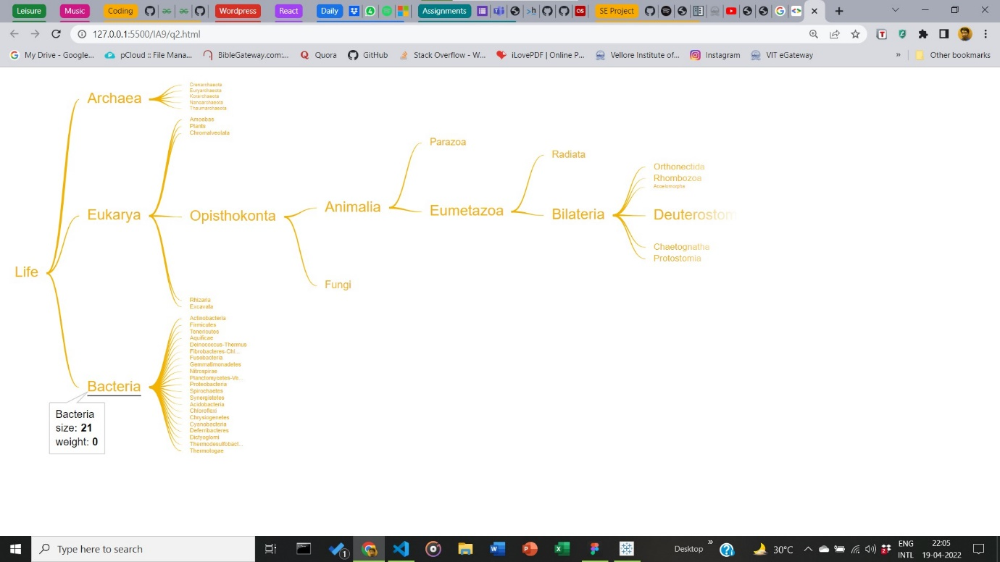 Leisure Music Coding Wordpress React Daily Assignments SE Project
127.0.0.1:5500/IA9/q2.html
My Drive - Google... pCloud :: File Mana... BibleGateway.com:... Quora GitHub Stack Overflow - W... iLovePDF | Online P... Vellore Institute of... Instagram VIT eGateway » Other bookmarks
Life
Archaea
Crenarchaeota
Euryarchaeota
Korarchaeota
Nanoarchaeota
Thaumarchaeota
Eukarya
Amoebae
Plants
Chromalveolata
Opisthokonta
Animalia
Parazoa
Eumetazoa
Radiata
Bilateria
Orthonectida
Rhombozoa
Acoelomorpha
Deuterostom
Chaetognatha
Protostomia
Fungi
Rhizaria
Excavata
Bacteria
Actinobacteria
Firmicutes
Tenericutes
Aquificae
Deinococcus-Thermus
Fibrobacteres-Chl...
Fusobacteria
Gemmatimonadetes
Nitrospirae
Planctomycetes-Ve...
Proteobacteria
Spirochaetes
Synergistetes
Acidobacteria
Chloroflexi
Chrysiogenetes
Cyanobacteria
Deferribacteres
Dictyoglomi
Thermodesulfobact...
Thermotogae
Bacteria
size: 21
weight: 0
Type here to search
Desktop » 30°C ENG 22:05
INTL 19-04-2022